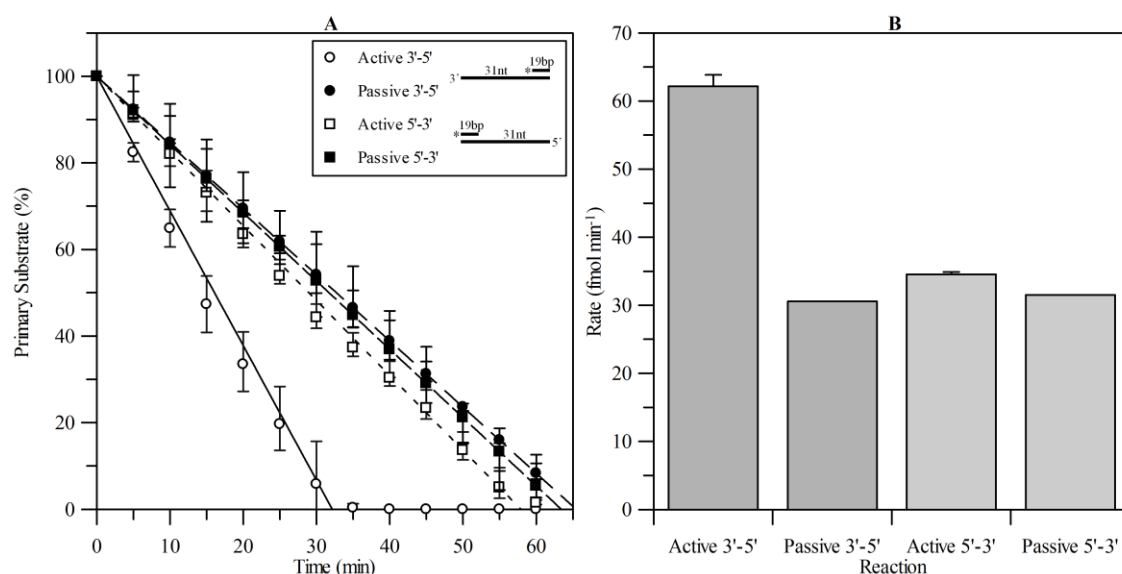 A
Primary Substrate (%)
100
80
60
40
20
0
0 10 20 30 40 50 60
Time (min)
Active 3'-5'
Passive 3'-5'
Active 5'-3'
Passive 5'-3'
19bp
31nt
*
3'
19bp
*
31nt
5'
B
Rate (fmol min⁻¹)
70
60
50
40
30
20
10
0
Active 3'-5' Passive 3'-5' Active 5'-3' Passive 5'-3'
Reaction